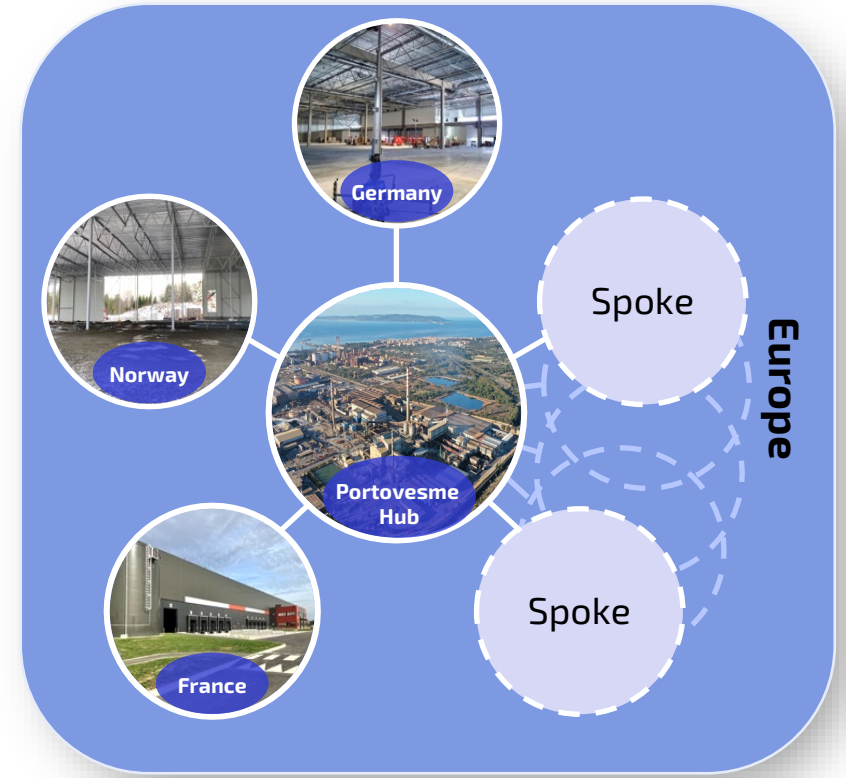 Germany
Norway
Spoke
Europe
Portovesme
Hub
Spoke
France